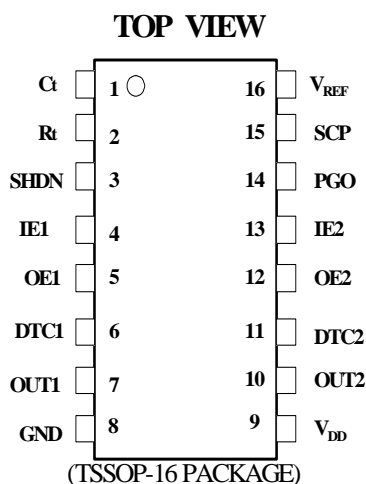 TOP VIEW
Ct 1 16 VREF
Rt 2 15 SCP
SHDN 3 14 PGO
IE1 4 13 IE2
OE1 5 12 OE2
DTC1 6 11 DTC2
OUT1 7 10 OUT2
GND 8 9 VDD
(TSSOP-16 PACKAGE)